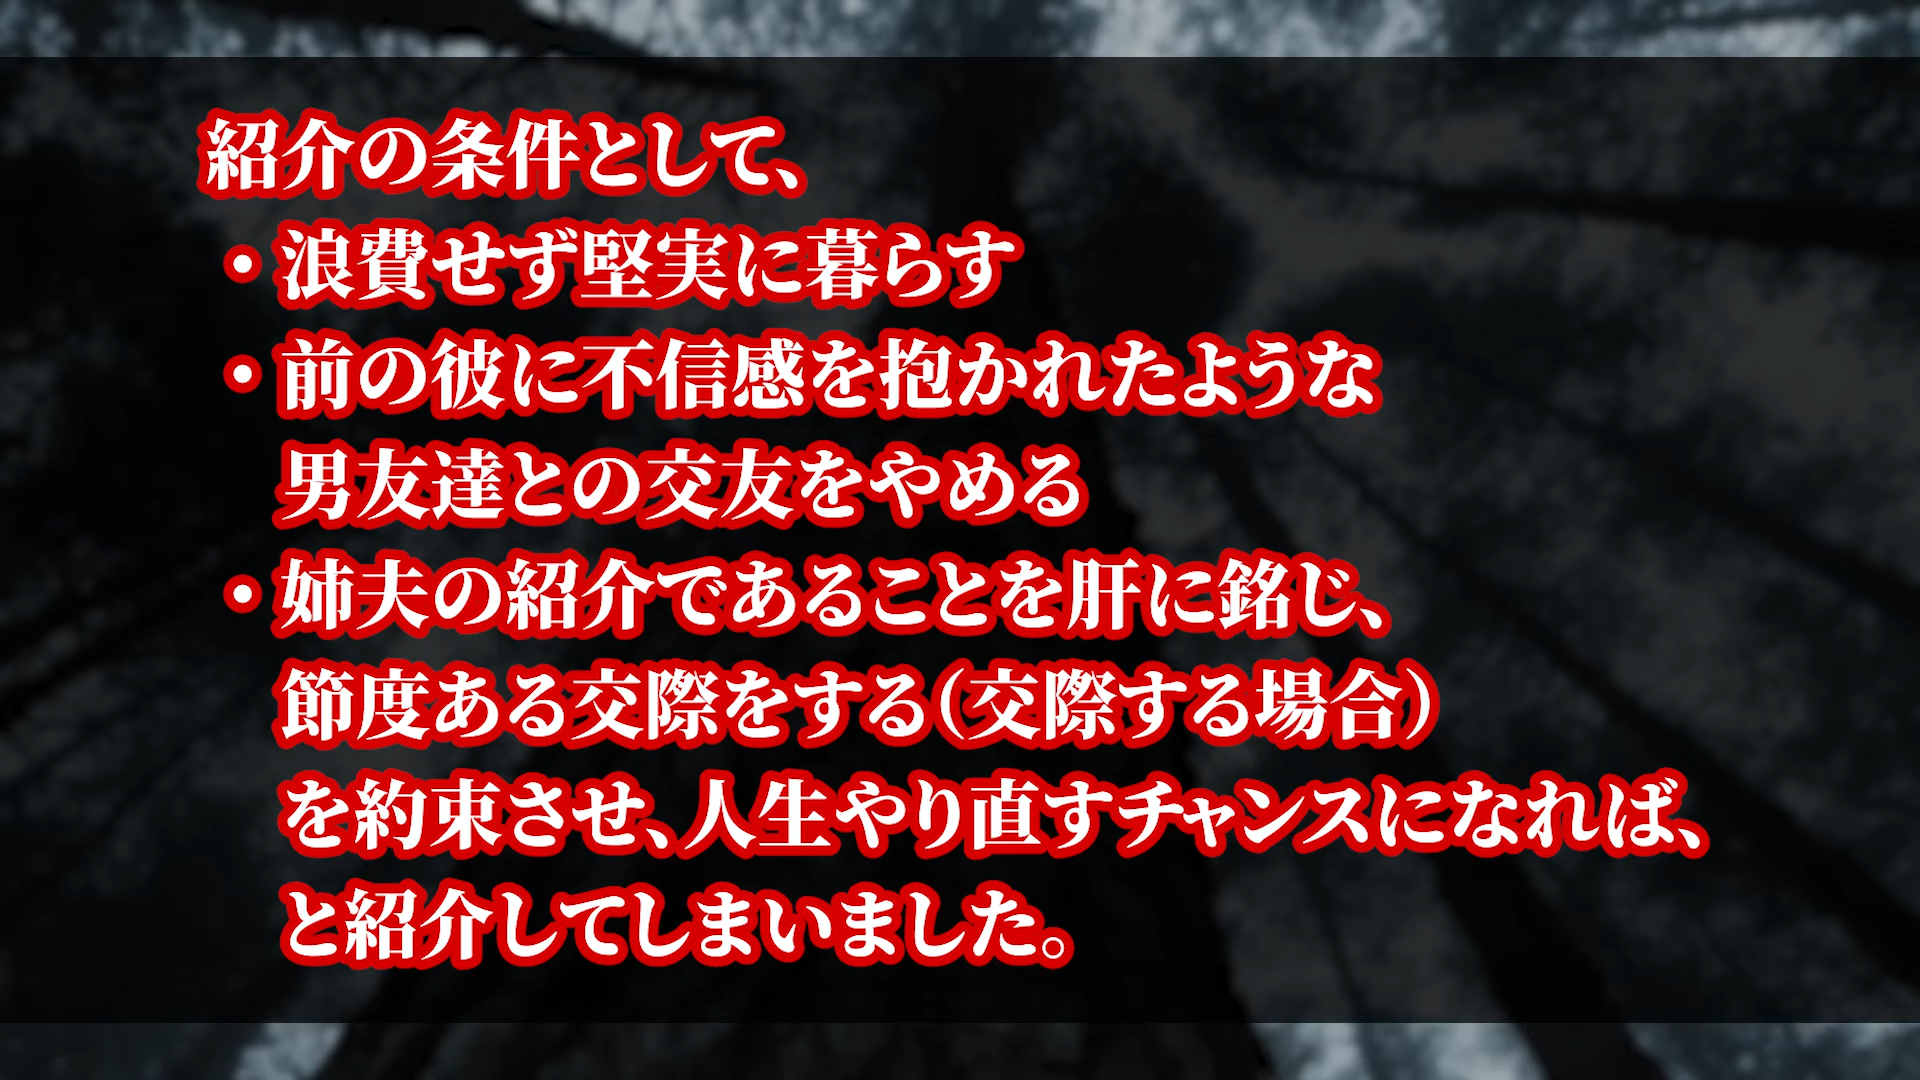 紹介の条件として、
・浪費せず堅実に暮らす
・前の彼に不信感を抱かれたような
男友達との交友をやめる
・姉夫の紹介であることを肝に銘じ、
節度ある交際をする（交際する場合）
を約束させ、人生やり直すチャンスになれば、
と紹介してしまいました。